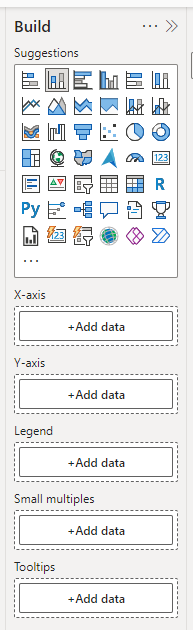 Build
Suggestions
123
R
Py
123
X-axis
+Add data
Y-axis
+Add data
Legend
+Add data
Small multiples
+Add data
Tooltips
+Add data